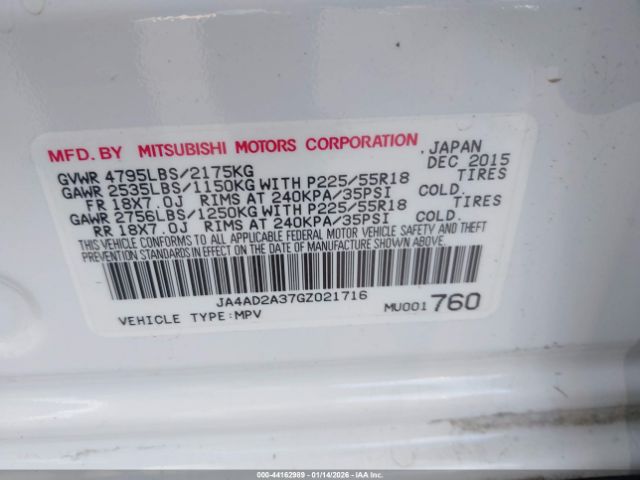 MFD. BY MITSUBISHI MOTORS CORPORATION, JAPAN
GVWR 4795LBS/2175KG DEC 2015
GAWR 2535LBS/1150KG WITH P225/55R18 TIRES
FR 18X7.0J RIMS AT 240KPA/35PSI COLD.
GAWR 2756LBS/1250KG WITH P225/55R18 TIRES
RR 18X7.0J RIMS AT 240KPA/35PSI COLD.
THIS VEHICLE CONFORMS TO ALL APPLICABLE FEDERAL MOTOR VEHICLE SAFETY AND THEFT
PREVENTION STANDARDS IN EFFECT ON THE DATE OF MANUFACTURE SHOWN ABOVE.
JA4AD2A37GZ021716
VEHICLE TYPE:MPV MU001 760
000-44162989 - 01/14/2026 - IAA Inc.